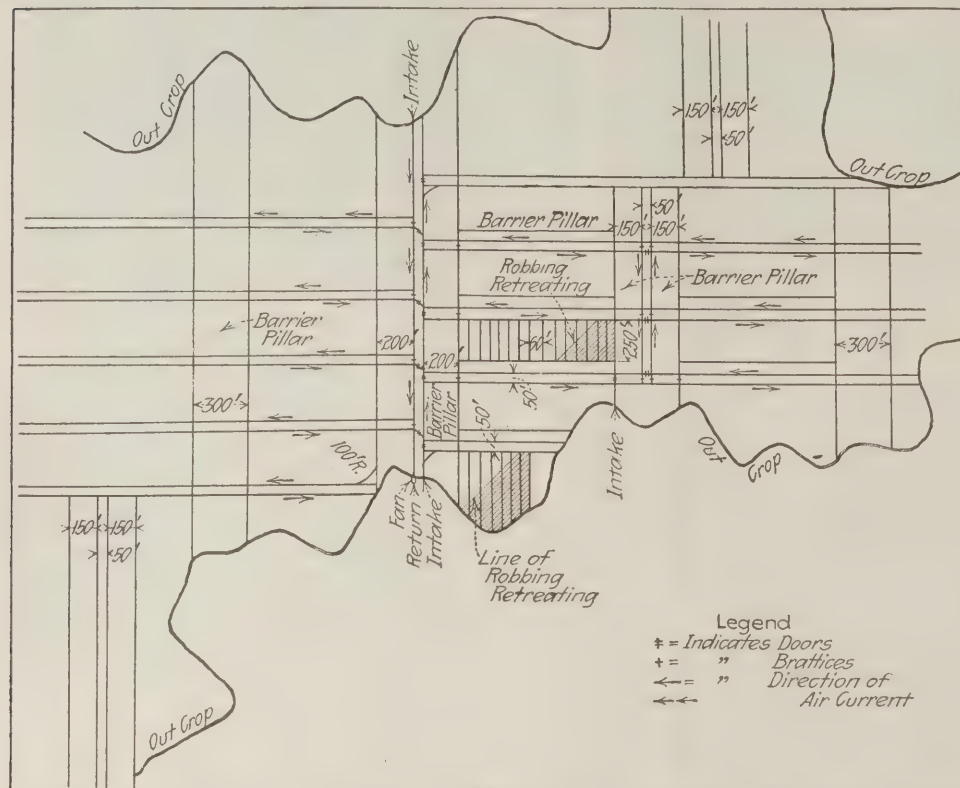 Out Crop
Intake
150'
150'
50'
Out Crop
Barrier Pillar
50'
150'
150'
Robbing
Retreating
Barrier Pillar
Barrier
Pillar
200'
200'
60'
250'
300'
300'
50'
Barrier
Pillar
50'
100'R.
Out
Crop
Intake
Fan
Return
Intake
150'
150'
50'
Line of
Robbing
Retreating
Out Crop
Legend
‡ = Indicates Doors
+ = " Brattices
← = " Direction of
←← Air Current